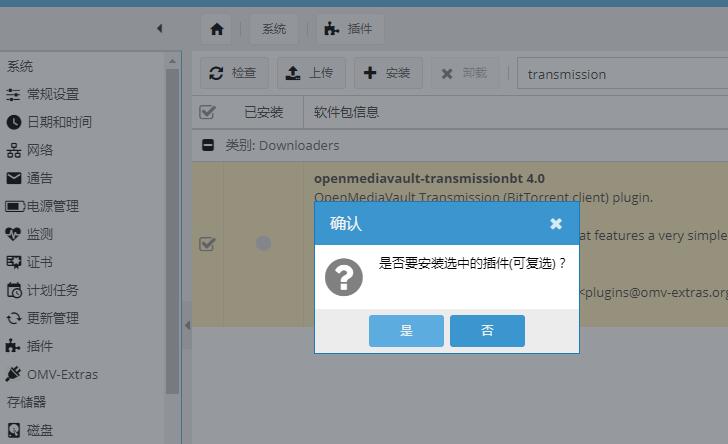 系统
插件
系统
常规设置
日期和时间
网络
通告
电源管理
监测
证书
计划任务
更新管理
插件
OMV-Extras
存储器
磁盘
检查
上传
安装
卸载
transmission
已安装
软件包信息
类别: Downloaders
openmediavault-transmissionbt 4.0
OpenMediaVault Transmission (BitTorrent client) plugin.
at features a very simple
<plugins@omv-extras.org
确认
是否要安装选中的插件(可复选)？
是
否